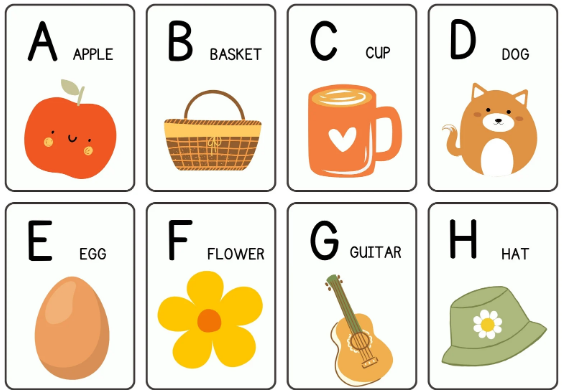 A APPLE
B BASKET
C CUP
D DOG
E EGG
F FLOWER
G GUITAR
H HAT